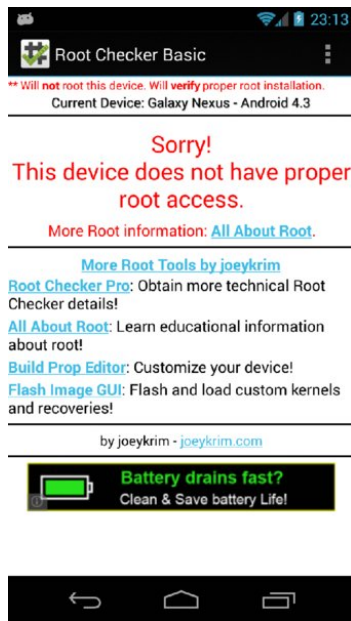 23:13
Root Checker Basic
** Will not root this device. Will verify proper root installation.
Current Device: Galaxy Nexus - Android 4.3
Sorry!
This device does not have proper
root access.
More Root information: All About Root.
More Root Tools by joeykrim
Root Checker Pro: Obtain more technical Root
Checker details!
All About Root: Learn educational information
about root!
Build Prop Editor: Customize your device!
Flash Image GUI: Flash and load custom kernels
and recoveries!
by joeykrim - joeykrim.com
Battery drains fast?
Clean & Save battery Life!